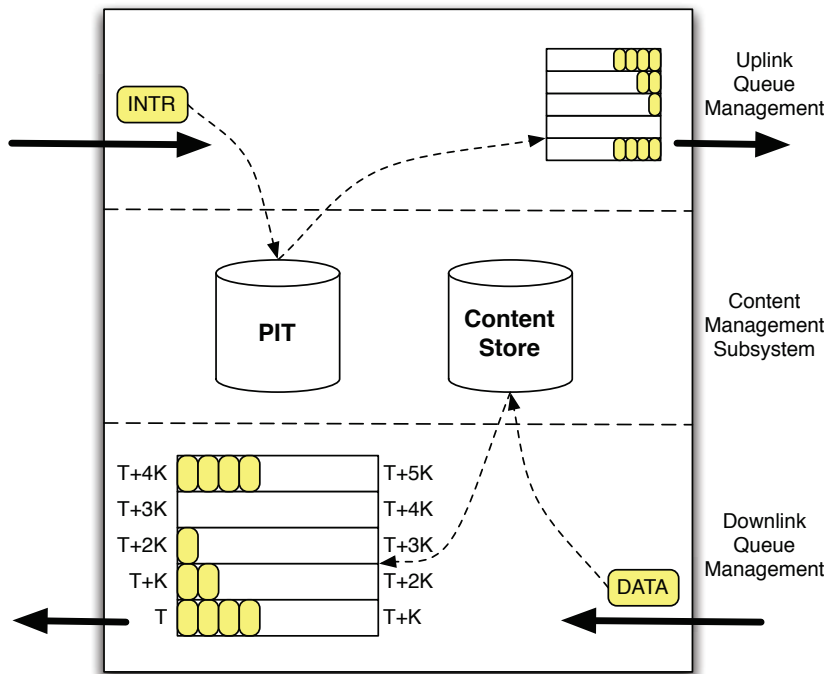 INTR
Uplink
Queue
Management
PIT
Content
Store
Content
Management
Subsystem
T+4K T+5K
T+3K T+4K
T+2K T+3K
T+K T+2K
T T+K
DATA
Downlink
Queue
Management